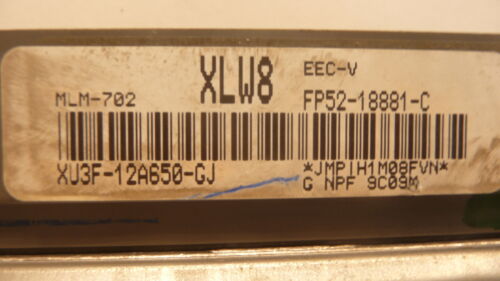 XLW8 EEC-V
MLM-702 FP52-18881-C
XU3F-12A650-GJ *JMPIH1M08FVN*
G NPF 9C09M